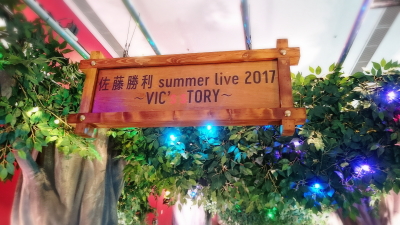 佐藤勝利 summer live 2017
～VIC' TORY～